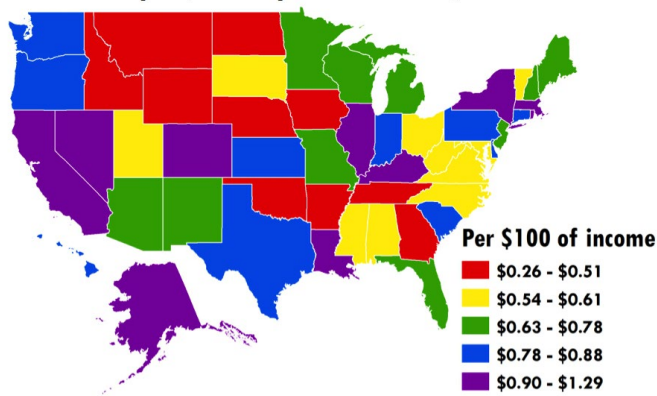 Per $100 of income
$0.26 - $0.51
$0.54 - $0.61
$0.63 - $0.78
$0.78 - $0.88
$0.90 - $1.29